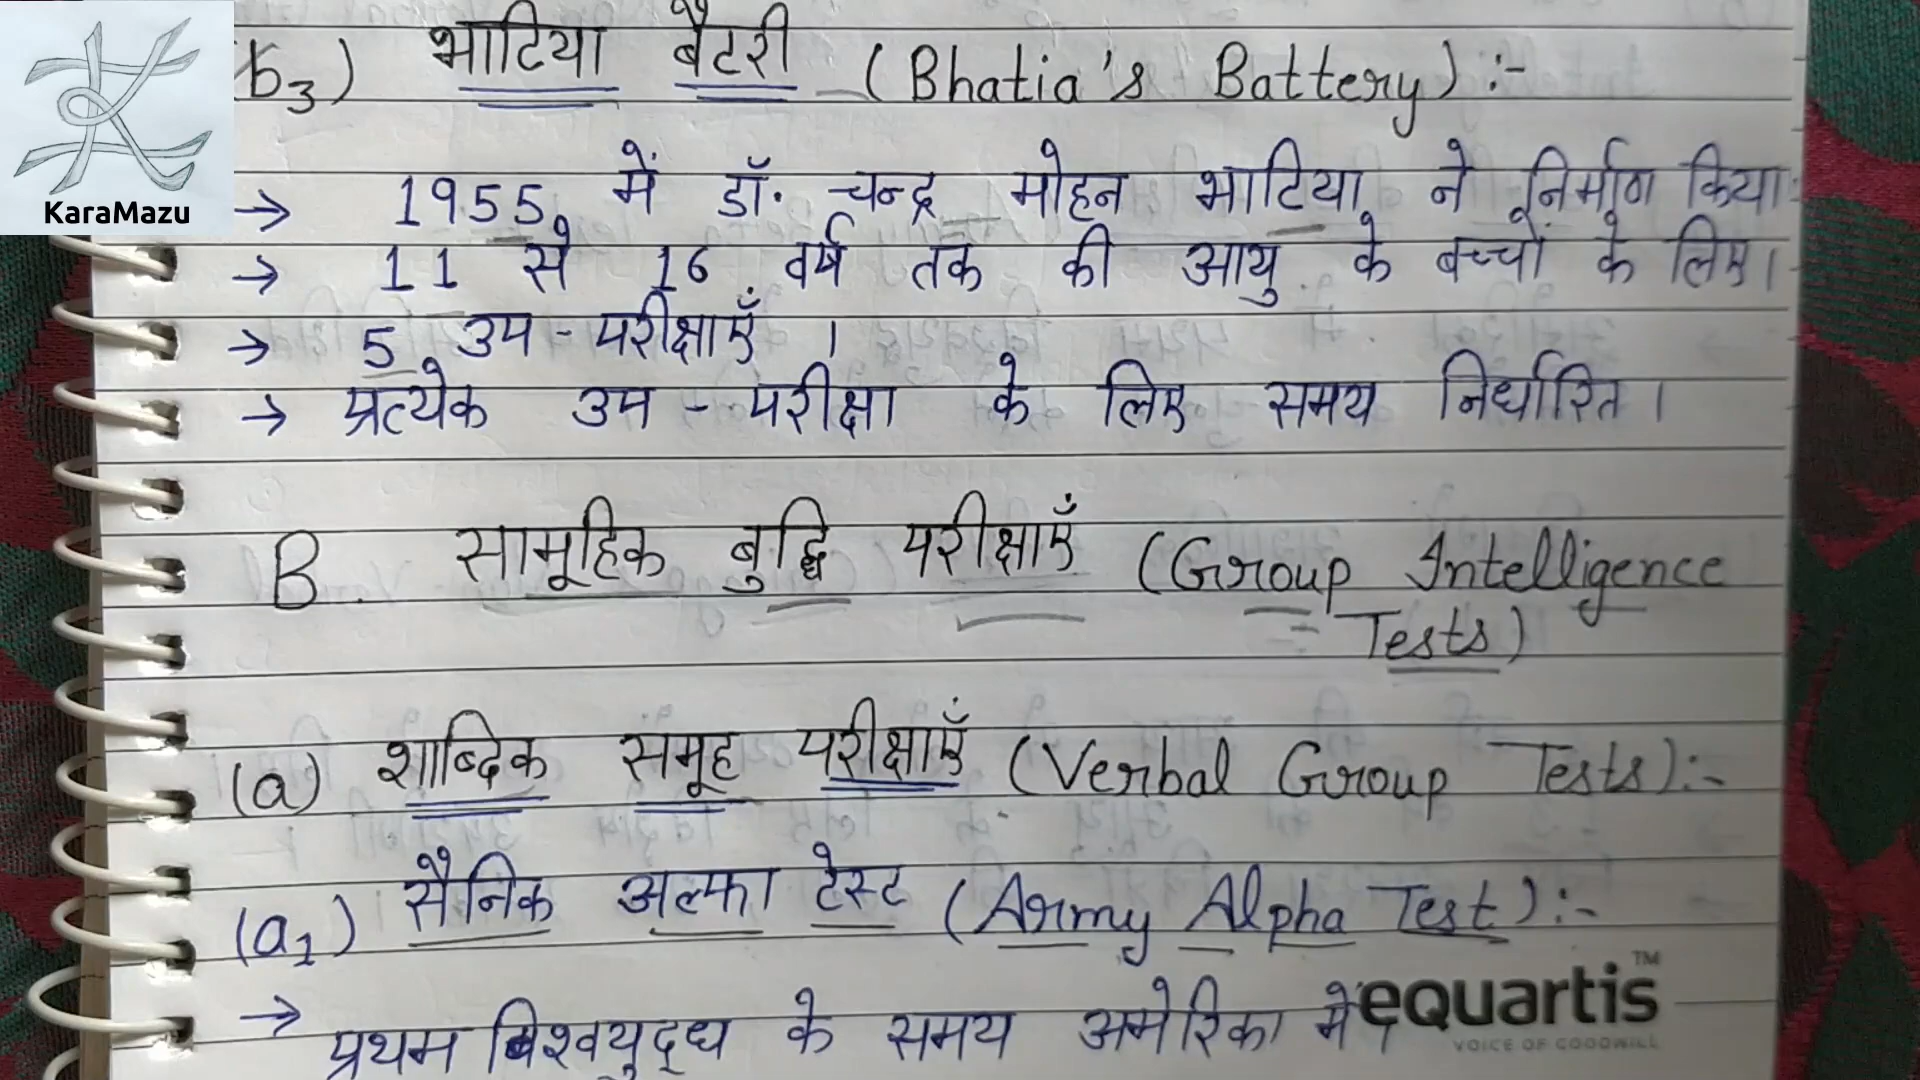 KaraMazu
b3) भाटिया बैटरी (Bhatia's Battery) :-
→ 1955 में डॉ. चन्द्र मोहन भाटिया ने निर्माण किया
→ 11 से 16 वर्ष तक की आयु के बच्चों के लिए।
→ 5 उप-परीक्षाएँ ।
→ प्रत्येक उप-परीक्षा के लिए समय निर्धारित ।
B. सामूहिक बुद्धि परीक्षाएँ (Group Intelligence
Tests)
(a) शाब्दिक समूह परीक्षाएँ (Verbal Group Tests):-
(a1) सैनिक अल्फा टेस्ट (Army Alpha Test):-
→ प्रथम विश्वयुद्ध के समय अमेरिका में
equartis TM
VOICE OF GOODWILL